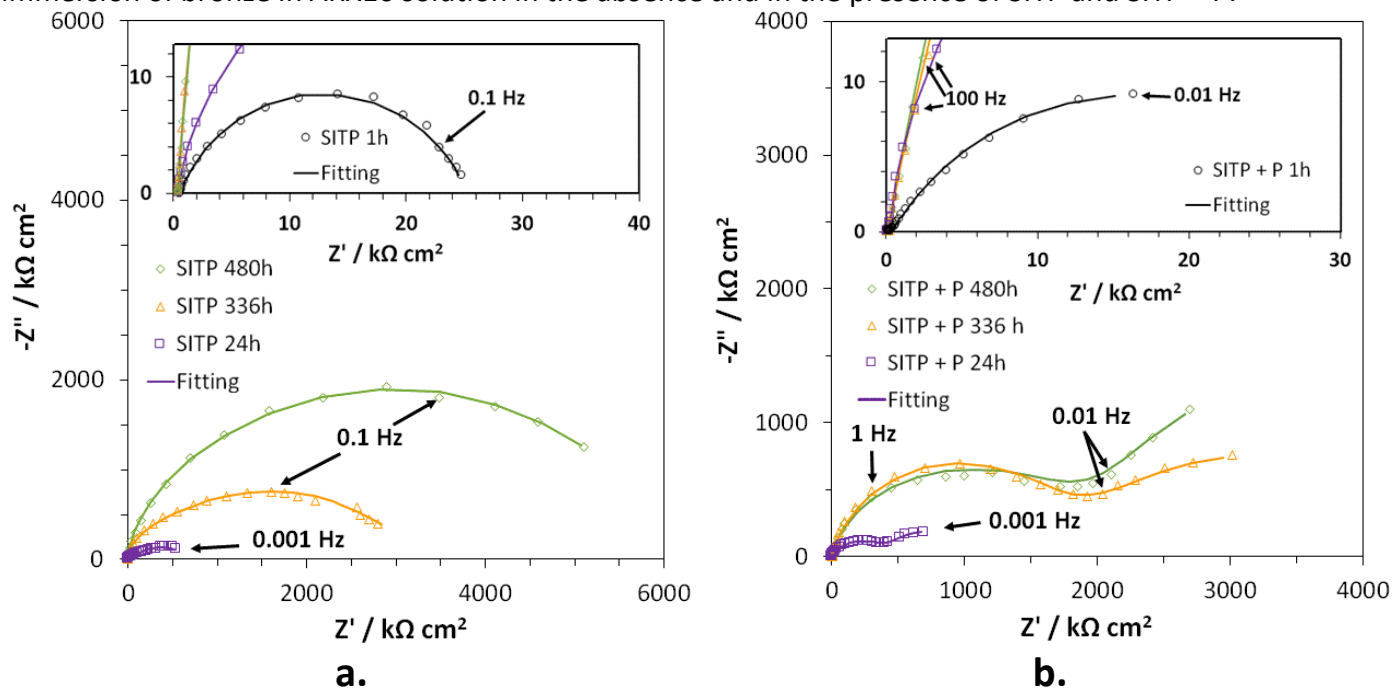 6000
4000
2000
0
0
2000
4000
6000
-Z'' / kΩ cm²
Z' / kΩ cm²
10
0
0
10
20
30
40
Z' / kΩ cm²
0.1 Hz
SITP 1h
Fitting
SITP 480h
SITP 336h
SITP 24h
Fitting
0.1 Hz
0.001 Hz
a.
4000
3000
2000
1000
0
0
1000
2000
3000
4000
-Z'' / kΩ cm²
Z' / kΩ cm²
10
0
0
10
20
30
Z' / kΩ cm²
100 Hz
0.01 Hz
SITP + P 1h
Fitting
SITP + P 480h
SITP + P 336 h
SITP + P 24h
Fitting
1 Hz
0.01 Hz
0.001 Hz
b.